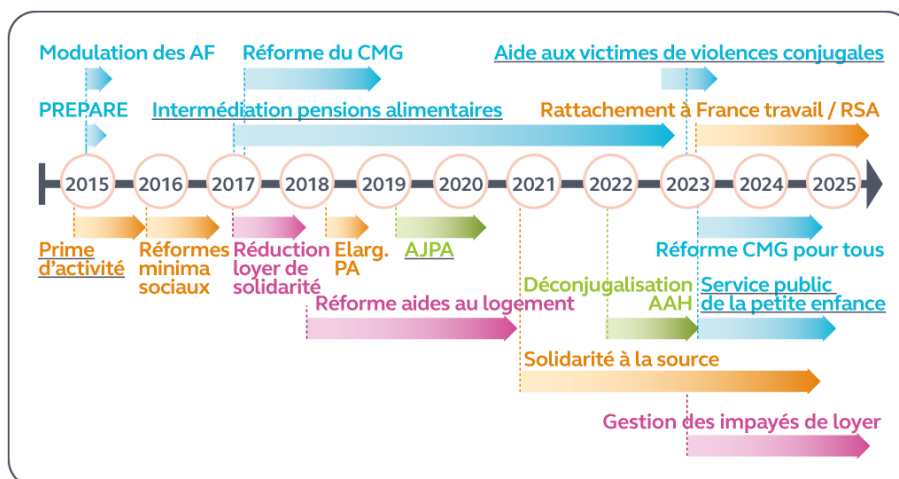 Modulation des AF
Réforme du CMG
Aide aux victimes de violences conjugales
PREPARE
Intermédiation pensions alimentaires
Rattachement à France travail / RSA
2015
2016
2017
2018
2019
2020
2021
2022
2023
2024
2025
Prime
d'activité
Réformes
minima
sociaux
Réduction
loyer de
solidarité
Elarg.
PA
AJPA
Réforme CMG pour tous
Déconjugalisation
AAH
Service public
de la petite enfance
Réforme aides au logement
Solidarité à la source
Gestion des impayés de loyer